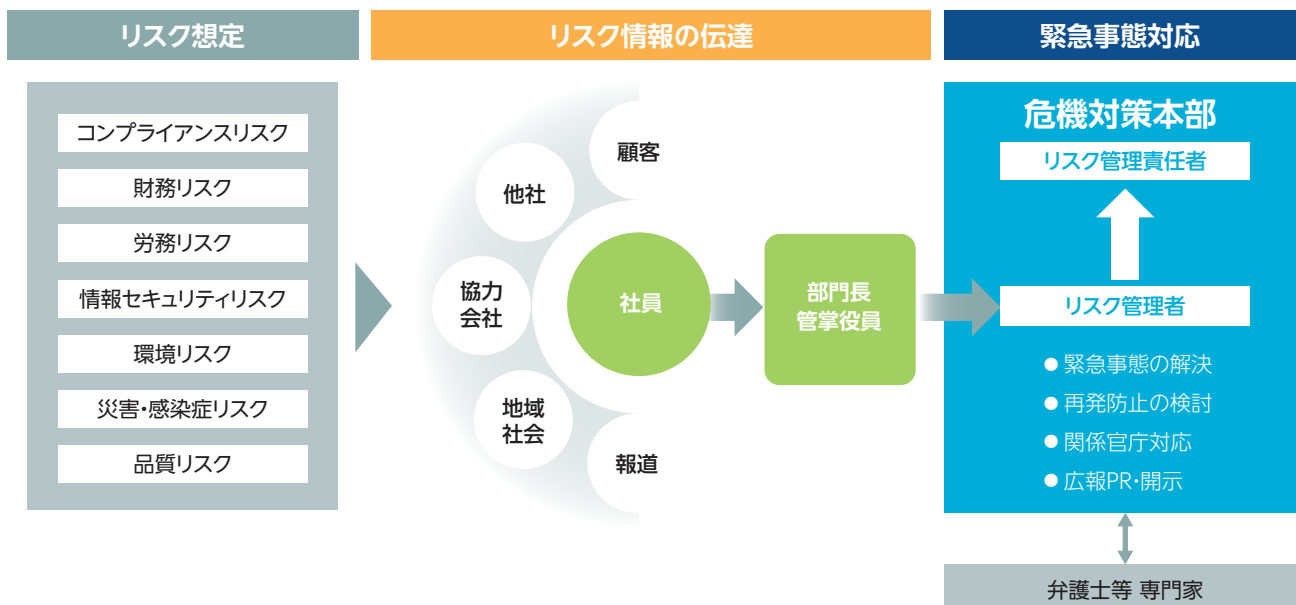 リスク想定
コンプライアンスリスク
財務リスク
労務リスク
情報セキュリティリスク
環境リスク
災害・感染症リスク
品質リスク
リスク情報の伝達
顧客
他社
協力
会社
地域
社会
報道
社員
部門長
管掌役員
緊急事態対応
危機対策本部
リスク管理責任者
リスク管理者
● 緊急事態の解決
● 再発防止の検討
● 関係官庁対応
● 広報PR・開示
弁護士等 専門家